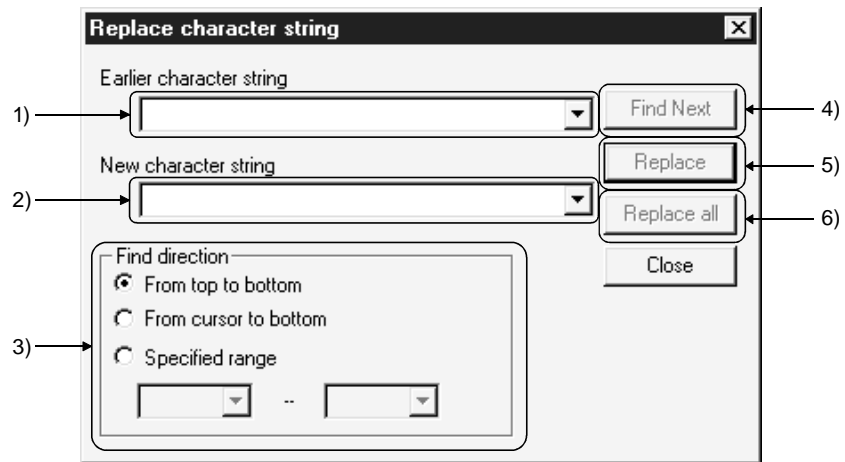 Replace character string
Earlier character string
1)
Find Next
4)
New character string
Replace
5)
2)
Replace all
6)
Find direction
Close
From top to bottom
From cursor to bottom
3)
Specified range
--